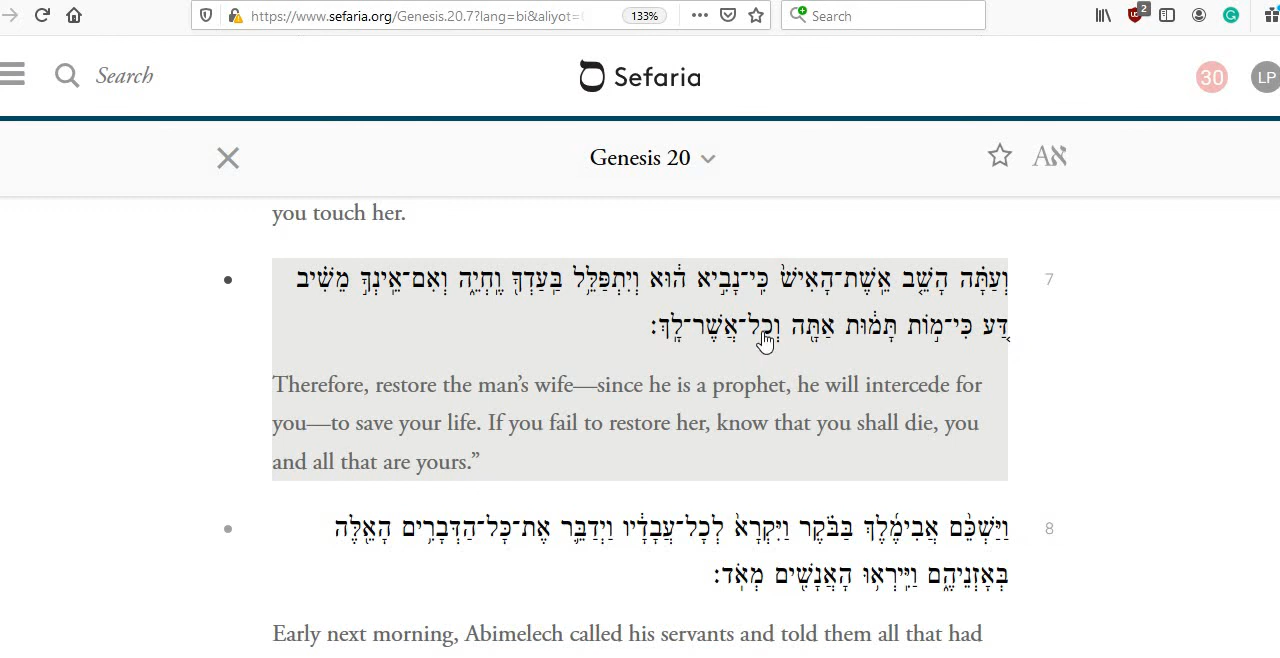 https://www.sefaria.org/Genesis.20.7?lang=bi&aliyot=
133%
Search
2
Search
Sefaria
30
LP
Genesis 20
Aא
you touch her.
וְעַתָּ֗ה הָשֵׁ֤ב אֵֽשֶׁת־הָאִישׁ֙ כִּֽי־נָבִ֣יא ה֔וּא וְיִתְפַּלֵּ֥ל בַּֽעַדְךָ֖ וֶֽחְיֵ֑ה וְאִם־אֵֽינְךָ֣ מֵשִׁ֗יב
7
דַּ֚ע כִּי־מ֣וֹת תָּמ֔וּת אַתָּ֖ה וְכׇל־אֲשֶׁר־לָֽךְ׃
Therefore, restore the man’s wife—since he is a prophet, he will intercede for
you—to save your life. If you fail to restore her, know that you shall die, you
and all that are yours.”
וַיַּשְׁכֵּ֨ם אֲבִימֶ֜לֶךְ בַּבֹּ֗קֶר וַיִּקְרָא֙ לְכׇל־עֲבָדָ֔יו וַיְדַבֵּ֛ר אֶת־כׇּל־הַדְּבָרִ֥ים הָאֵ֖לֶּה
8
בְּאׇזְנֵיהֶ֑ם וַיִּֽירְא֥וּ הָאֲנָשִׁ֖ים מְאֹֽד׃
Early next morning, Abimelech called his servants and told them all that had